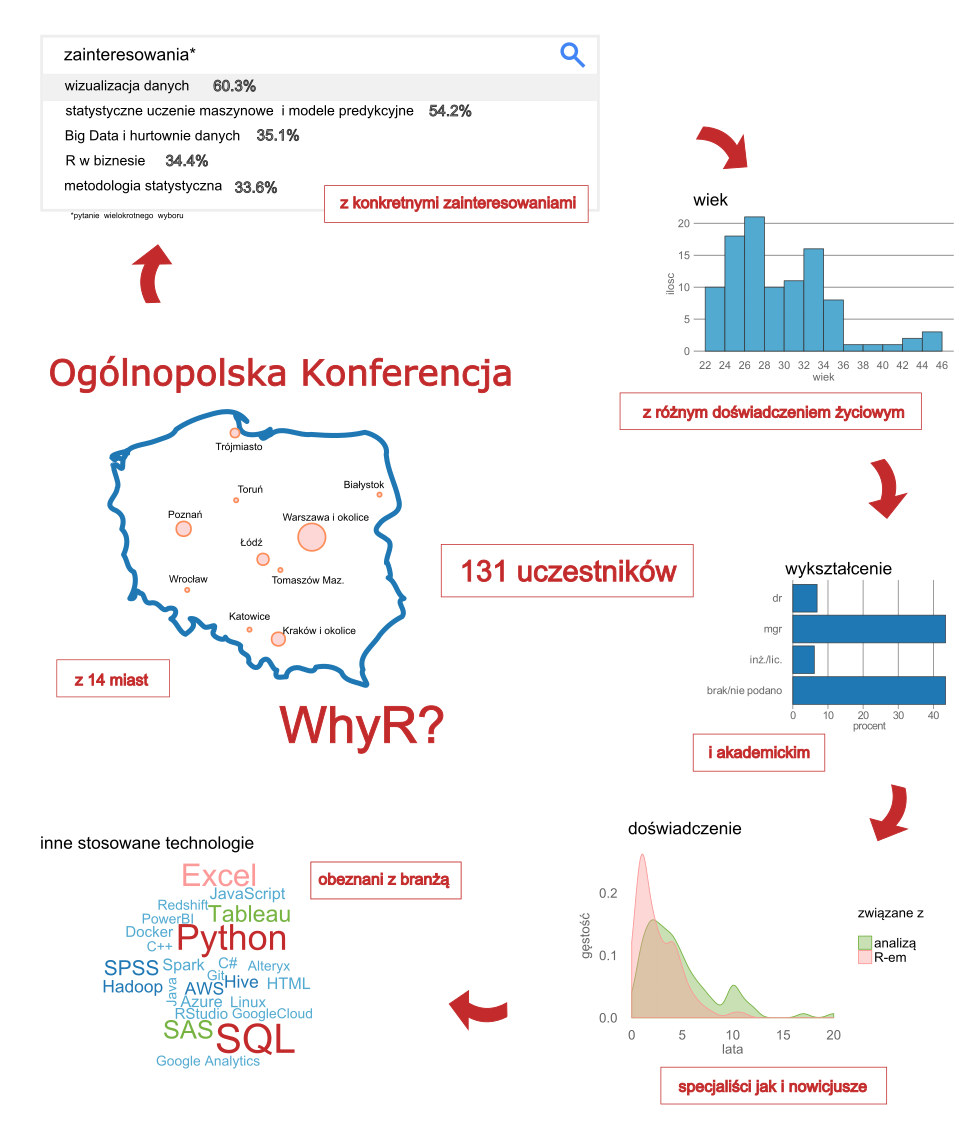 zainteresowania*
wizualizacja danych 60.3%
statystyczne uczenie maszynowe i modele predykcyjne 54.2%
Big Data i hurtownie danych 35.1%
R w biznesie 34.4%
metodologia statystyczna 33.6%
z konkretnymi zainteresowaniami
*pytanie wielokrotnego wyboru
wiek
20
15
10
5
0
ilosc
22 24 26 28 30 32 34 36 38 40 42 44 46
wiek
z różnym doświadczeniem życiowym
Ogólnopolska Konferencja
Trójmiasto
Białystok
Toruń
Poznań
Warszawa i okolice
Łódź
Wrocław
Tomaszów Maz.
Katowice
Kraków i okolice
z 14 miast
WhyR?
131 uczestników
wykształcenie
dr
mgr
inż./lic.
brak/nie podano
0 10 20 30 40
procent
i akademickim
doświadczenie
0.2
0.1
0.0
gęstość
0 5 10 15 20
lata
związane z
analizą
R-em
specjaliści jak i nowicjusze
inne stosowane technologie
obeznani z branżą
Excel
JavaScript
Redshift
Tableau
PowerBI
Docker
Python
C++
SPSS
Spark
C#
Alteryx
Git
Hadoop
Java
AWS
Hive
HTML
Azure
Linux
RStudio
GoogleCloud
SAS
SQL
Google Analytics